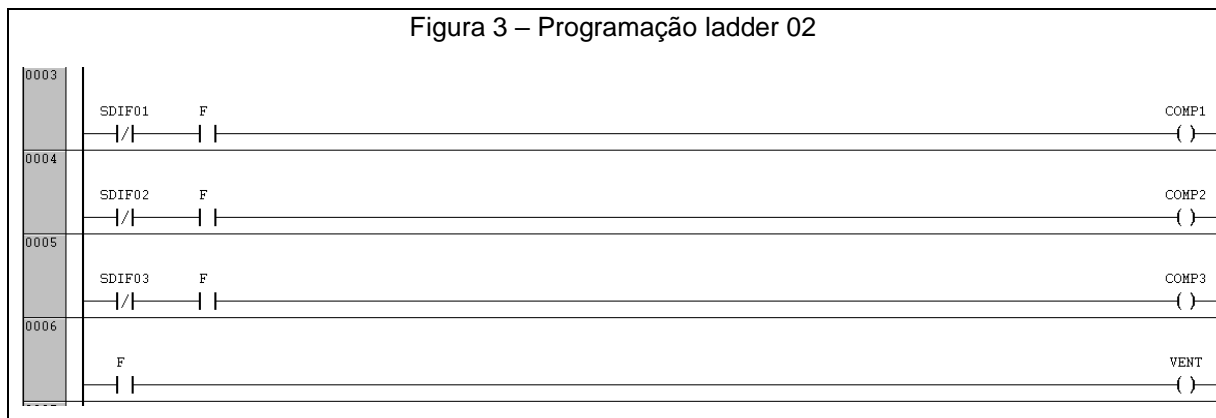 Figura 3 – Programação ladder 02
0003
SDIF01 F COMP1
0004
SDIF02 F COMP2
0005
SDIF03 F COMP3
0006
F VENT